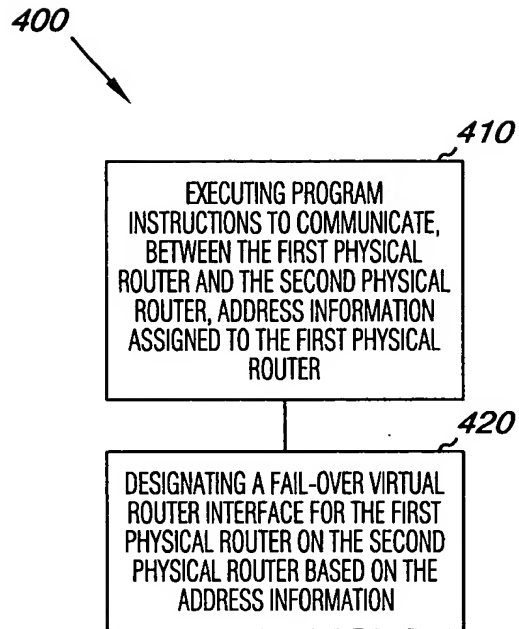 400
410
EXECUTING PROGRAM
INSTRUCTIONS TO COMMUNICATE,
BETWEEN THE FIRST PHYSICAL
ROUTER AND THE SECOND PHYSICAL
ROUTER, ADDRESS INFORMATION
ASSIGNED TO THE FIRST PHYSICAL
ROUTER
420
DESIGNATING A FAIL-OVER VIRTUAL
ROUTER INTERFACE FOR THE FIRST
PHYSICAL ROUTER ON THE SECOND
PHYSICAL ROUTER BASED ON THE
ADDRESS INFORMATION